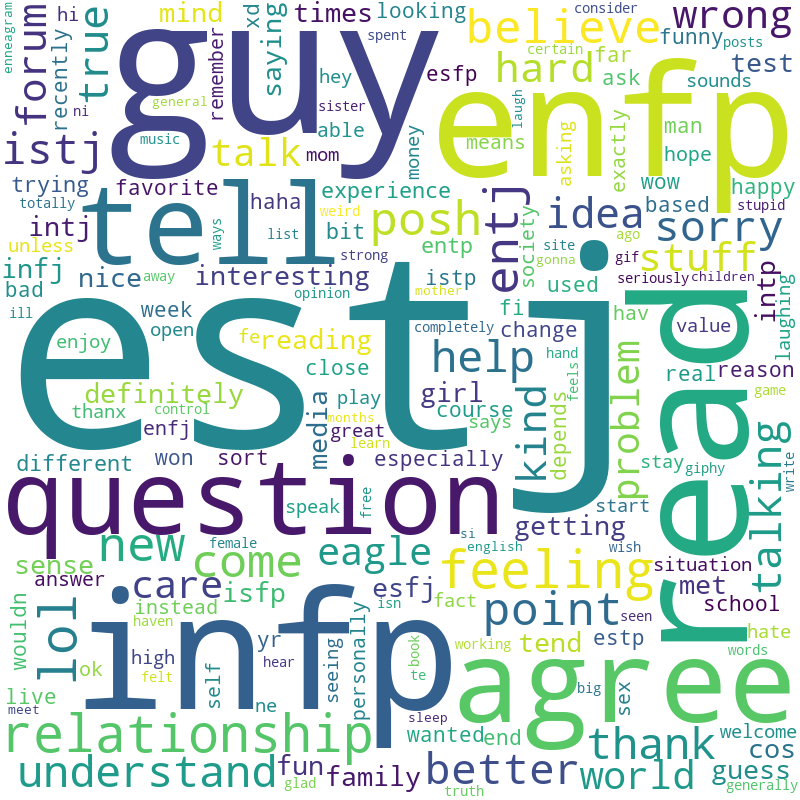 enneagram
hi
mind
times
looking
consider
wrong
forum
recently
true
xd
saying
spent
believe
funny
posts
guy
remember
hey
esfp
certain
hard
far
ask
test
sounds
enfp
ni
general
sister
able
laugh
means
man
istj
talk
music
mom
money
asking
exactly
hope
trying
favorite
experience
wow
happy
totally
tell
haha
weird
posh
entj
society
idea
based
stupid
intj
ways
list
bit
entp
site
ago
sorry
unless
strong
gonna
gif
infj
nice
interesting
istp
stuff
seriously
children
bad
away
opinion
mother
fi
used
intp
laughing
ill
week
estj
completely
change
hav
value
open
fe
reading
help
hand
feels
read
enjoy
close
girl
kind
real
reason
definitely
play
course
depends
problem
game
thanx
control
media
months
says
enfj
great
learn
stay
giphy
write
different
won
sort
especially
talking
question
speak
free
start
getting
new
come
eagle
si
wish
sense
female
english
feeling
situation
answer
care
isfp
esfj
fact
met
school
wouldn
instead
isn
point
seen
lol
haven
yr
personally
tend
estp
hate
ok
infp
hear
working
words
high
seeing
book
agree
live
felt
self
te
big
sex
meet
ne
sleep
relationship
wanted
end
thank
welcome
cos
understand
fun
family
better
world
guess
glad
truth
generally